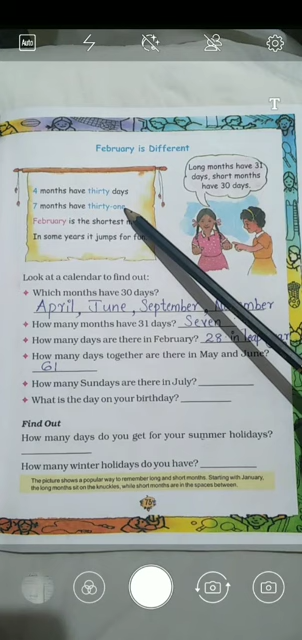 Auto
T
February is Different
4 months have thirty days
7 months have thirty-one
February is the shortest
In some years it jumps for fun
Long months have 31
days, short months
have 30 days.
Look at a calendar to find out:
Which months have 30 days?
April, June, September, November
How many months have 31 days? Seven
How many days are there in February? 28 in leap year
How many days together are there in May and June?
61
How many Sundays are there in July?
What is the day on your birthday?
Find Out
How many days do you get for your summer holidays?
How many winter holidays do you have?
The picture shows a popular way to remember long and short months. Starting with January,
the long months sit on the knuckles, while short months are in the spaces between.